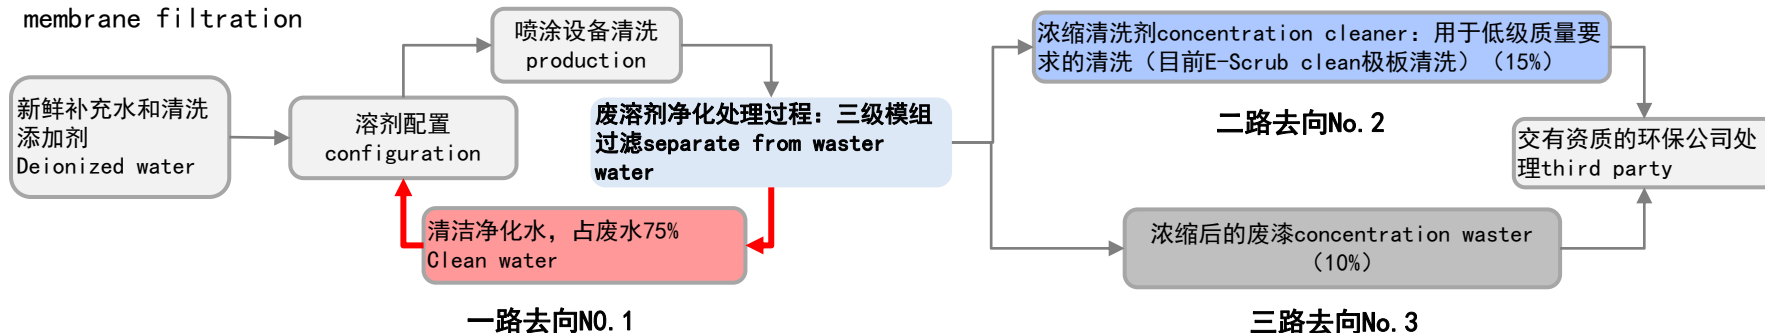 membrane filtration
新鲜补充水和清洗
添加剂
Deionized water
溶剂配置
configuration
喷涂设备清洗
production
废溶剂净化处理过程：三级模组
过滤separate from waster
water
清洁净化水，占废水75%
Clean water
一路去向NO.1
浓缩清洗剂concentration cleaner：用于低级质量要
求的清洗（目前E-Scrub clean极板清洗）（15%）
二路去向No.2
交有资质的环保公司处
理third party
浓缩后的废漆concentration waster
（10%）
三路去向No.3